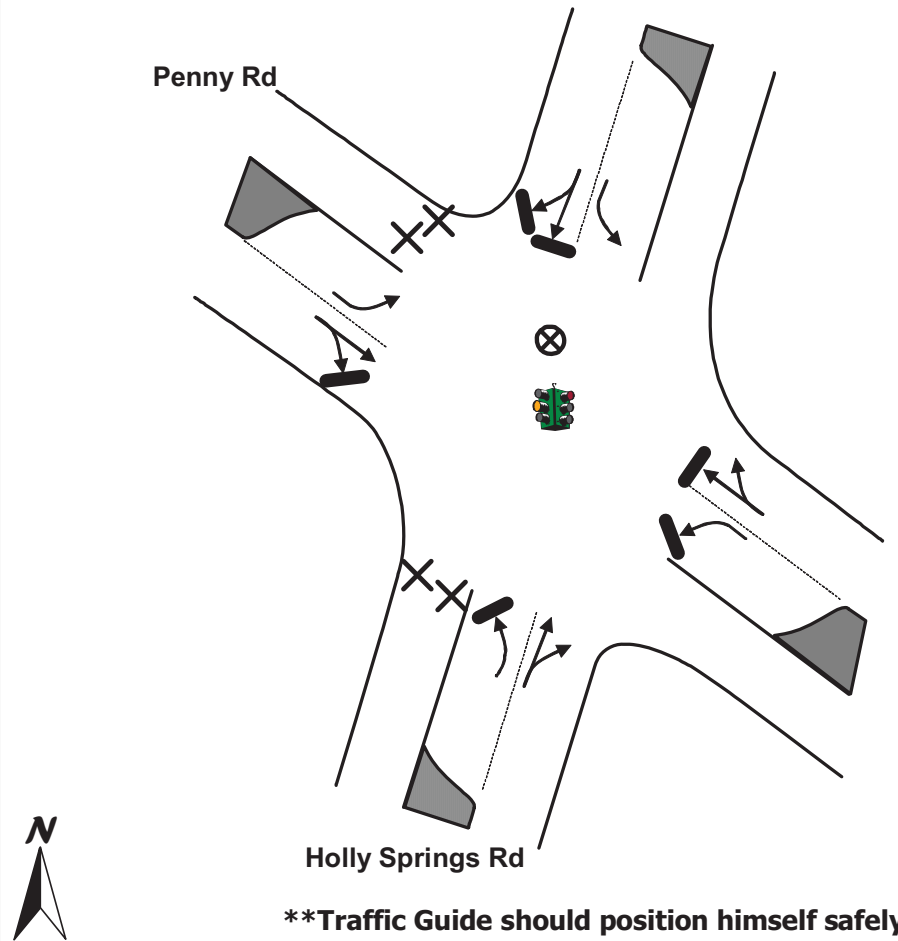 Penny Rd
Holly Springs Rd
N
**Traffic Guide should position himself safely